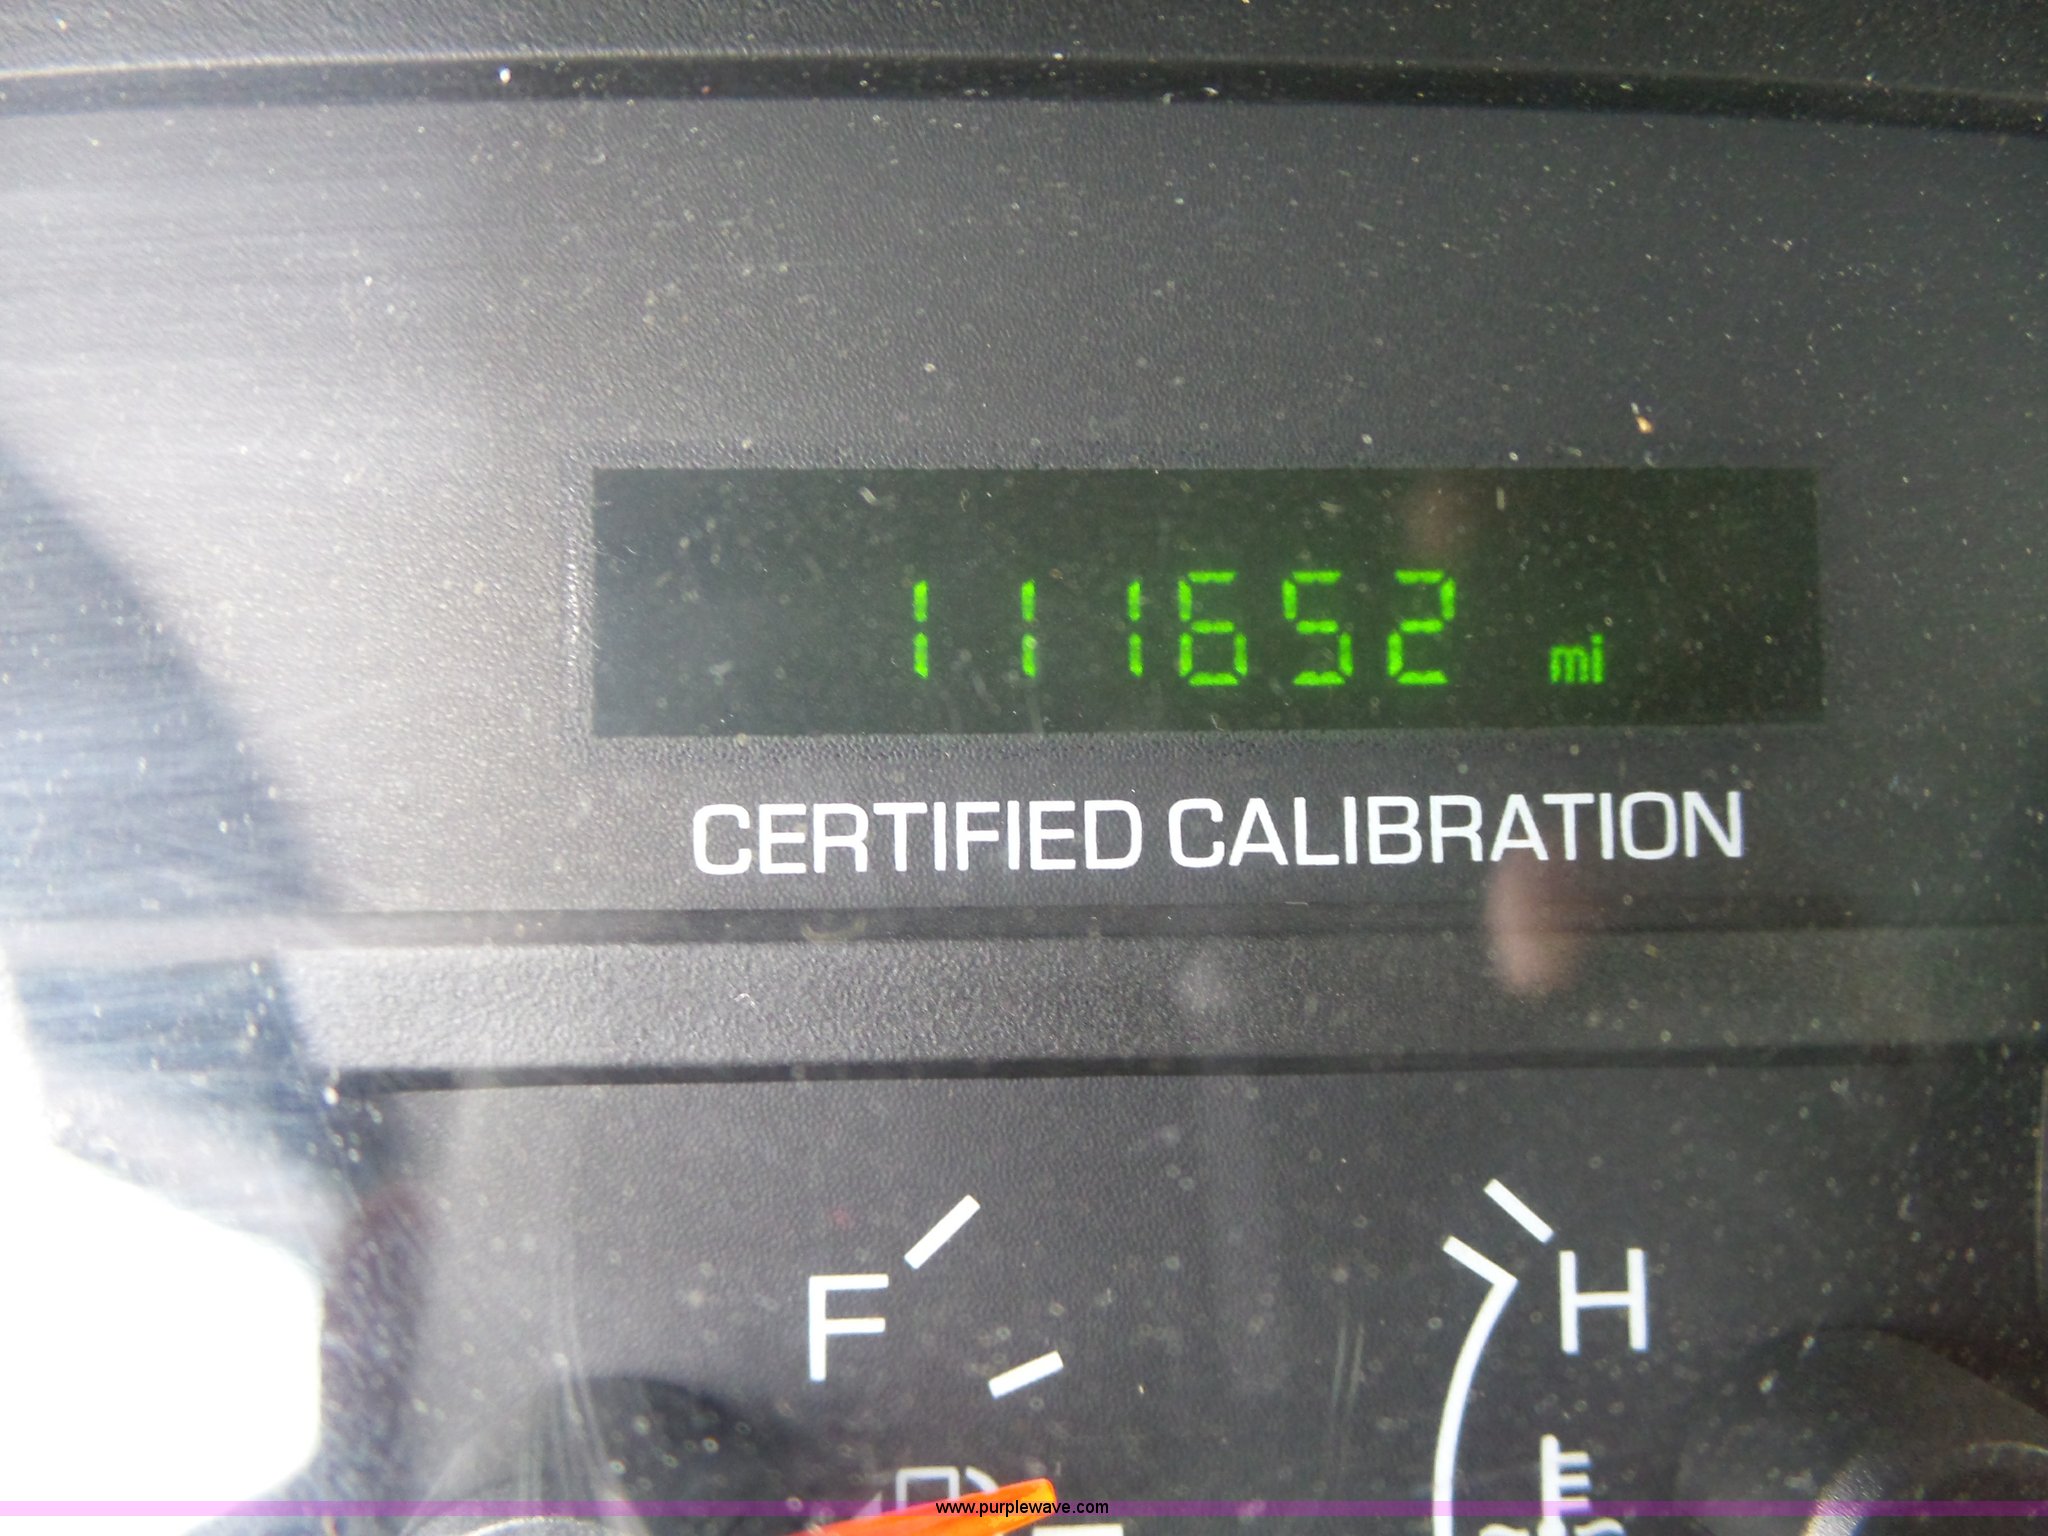 111652 mi
CERTIFIED CALIBRATION
F H
www.purplewave.com